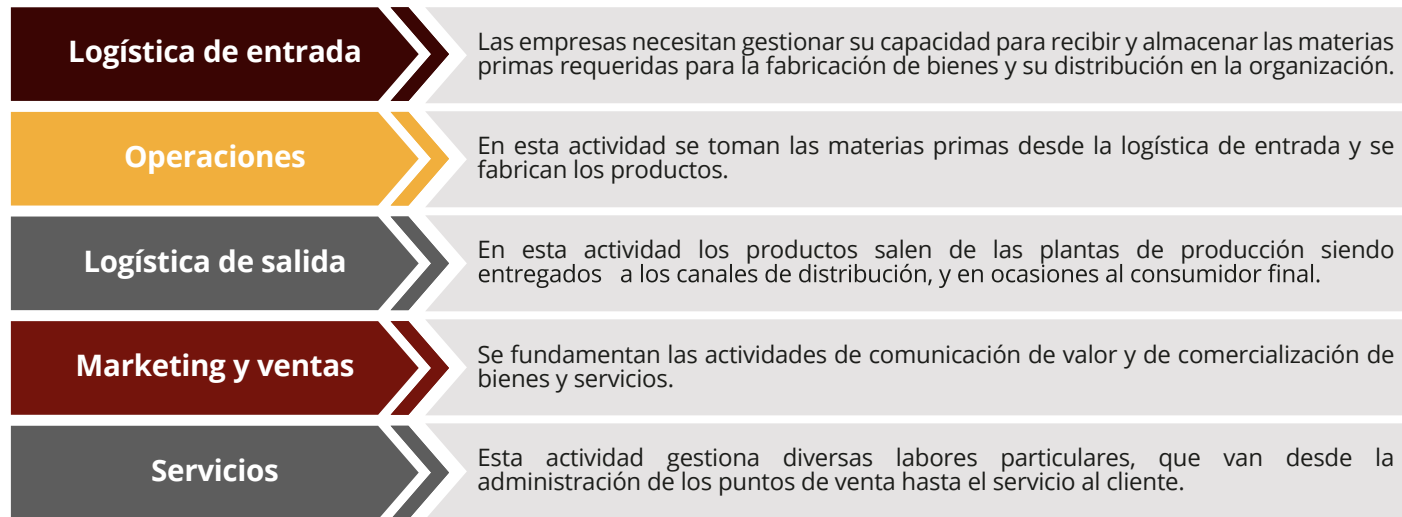 Logística de entrada
Las empresas necesitan gestionar su capacidad para recibir y almacenar las materias
primas requeridas para la fabricación de bienes y su distribución en la organización.
Operaciones
En esta actividad se toman las materias primas desde la logística de entrada y se
fabrican los productos.
Logística de salida
En esta actividad los productos salen de las plantas de producción siendo
entregados a los canales de distribución, y en ocasiones al consumidor final.
Marketing y ventas
Se fundamentan las actividades de comunicación de valor y de comercialización de
bienes y servicios.
Servicios
Esta actividad gestiona diversas labores particulares, que van desde la
administración de los puntos de venta hasta el servicio al cliente.